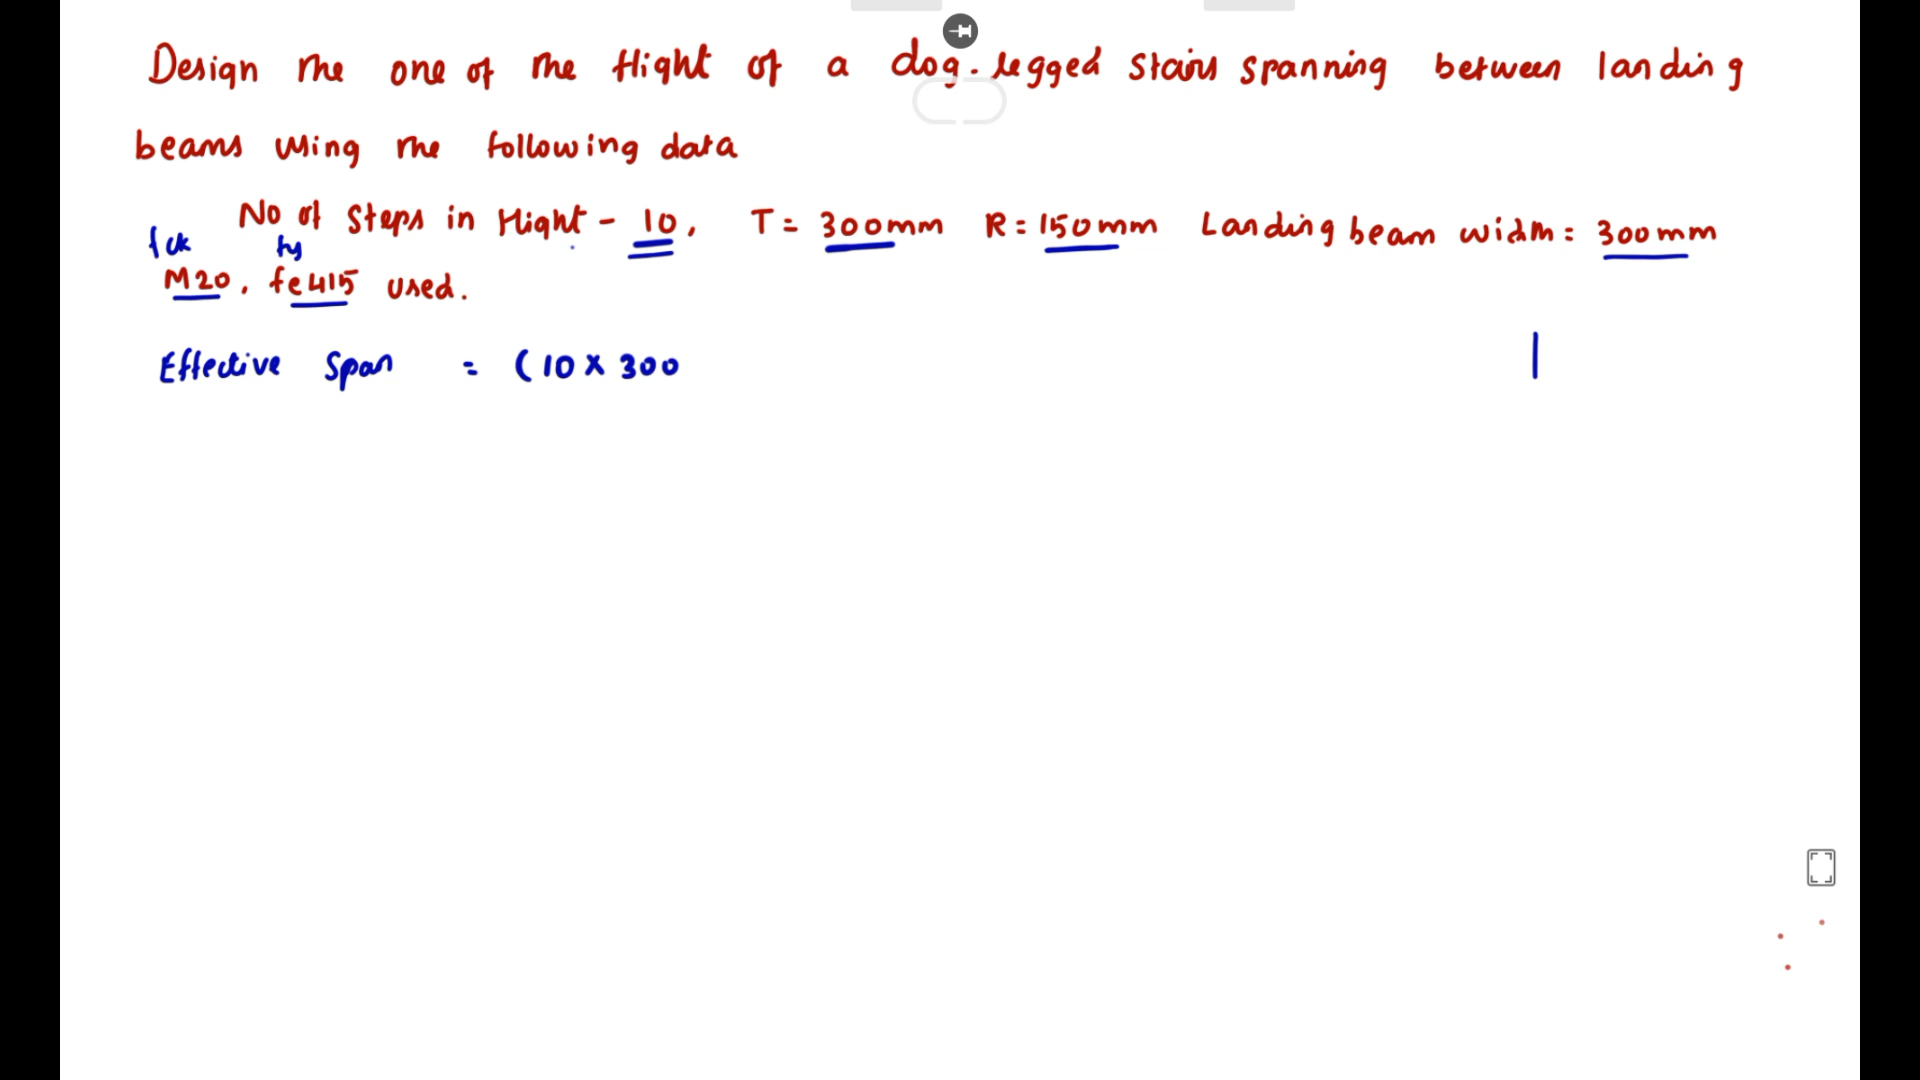 Design the one of the flight of a dog-legged stairs spanning between landing
beams using the following data
No of steps in flight - 10, T = 300mm R = 150mm Landing beam width = 300mm
fck fy
M20, fe415 used.
Effective span = (10 × 300